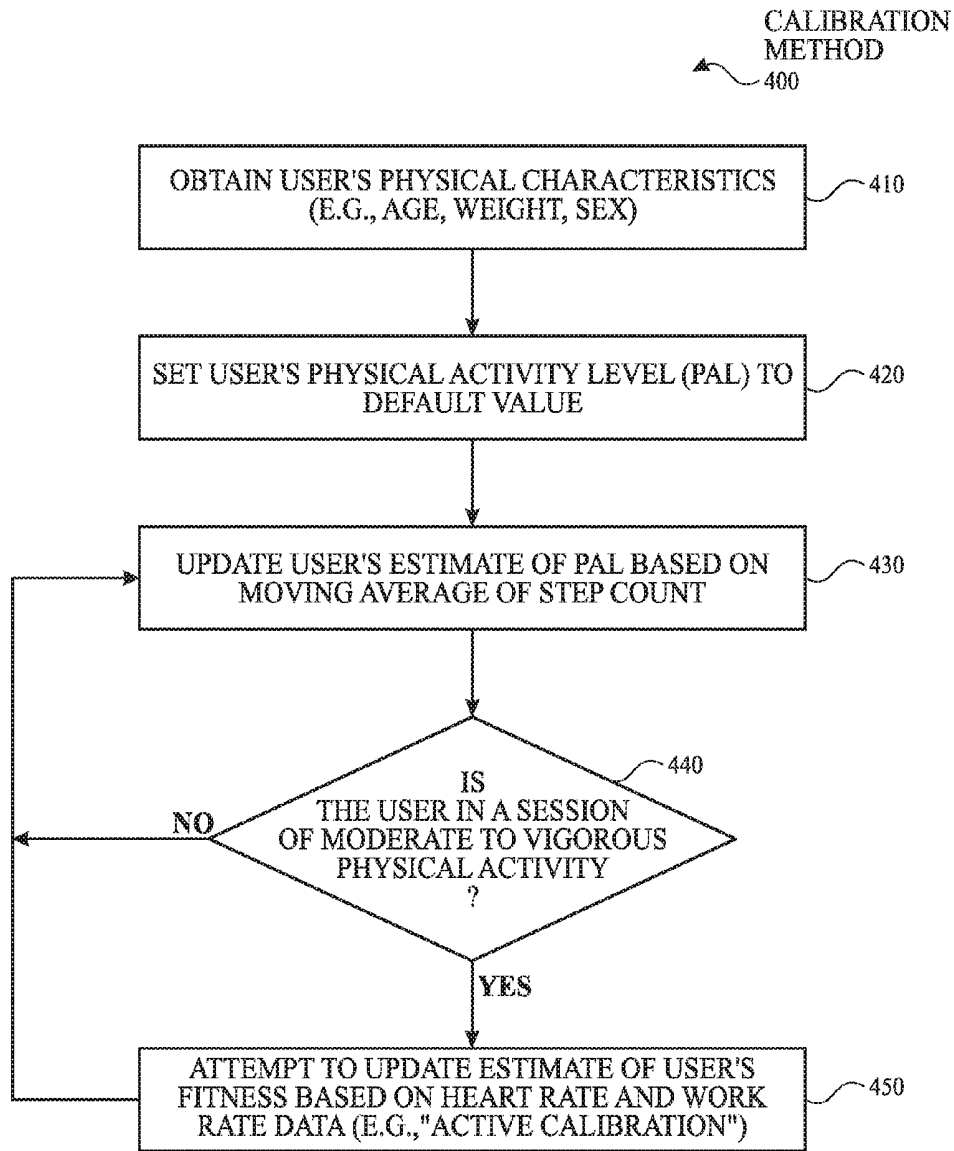 CALIBRATION
METHOD
400
OBTAIN USER'S PHYSICAL CHARACTERISTICS
(E.G., AGE, WEIGHT, SEX)
410
SET USER'S PHYSICAL ACTIVITY LEVEL (PAL) TO
DEFAULT VALUE
420
UPDATE USER'S ESTIMATE OF PAL BASED ON
MOVING AVERAGE OF STEP COUNT
430
IS
THE USER IN A SESSION
OF MODERATE TO VIGOROUS
PHYSICAL ACTIVITY
?
440
NO
YES
ATTEMPT TO UPDATE ESTIMATE OF USER'S
FITNESS BASED ON HEART RATE AND WORK
RATE DATA (E.G.,"ACTIVE CALIBRATION")
450